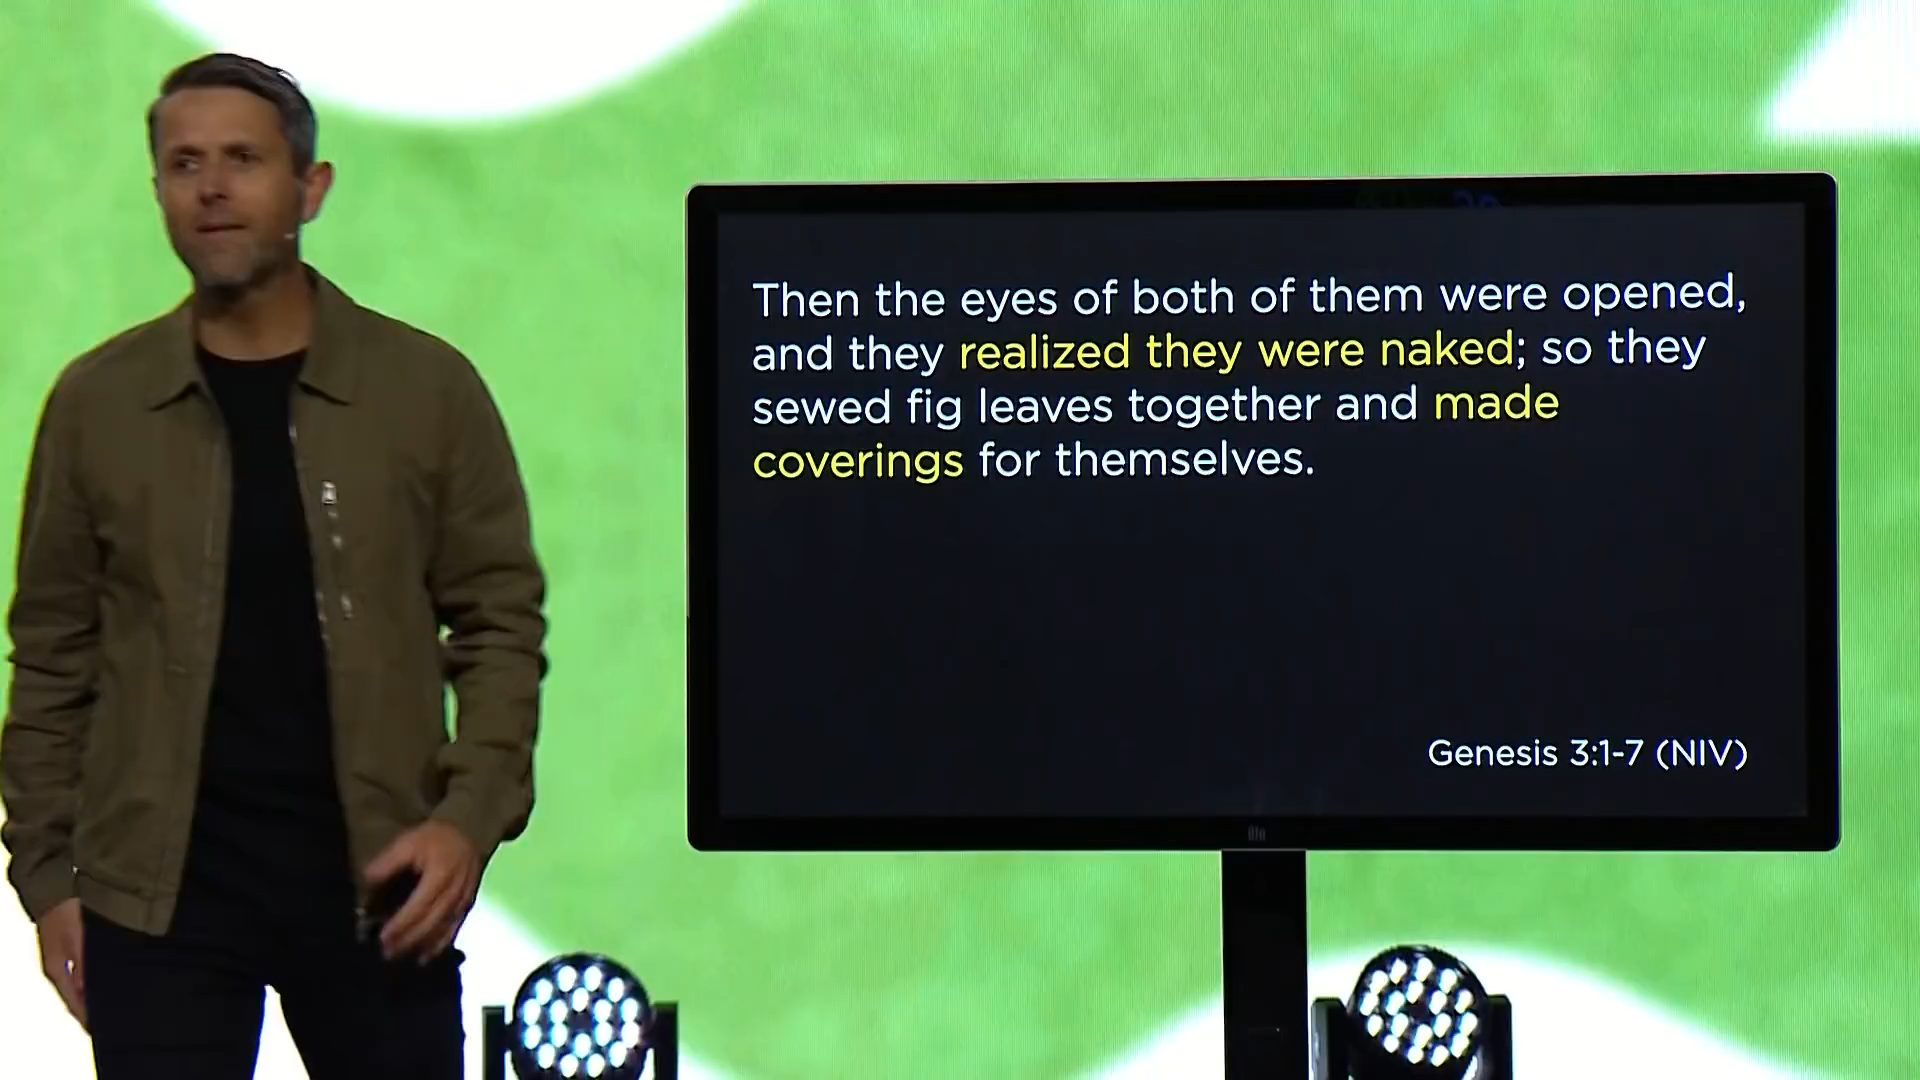 Then the eyes of both of them were opened,
and they realized they were naked; so they
sewed fig leaves together and made
coverings for themselves.
Genesis 3:1-7 (NIV)